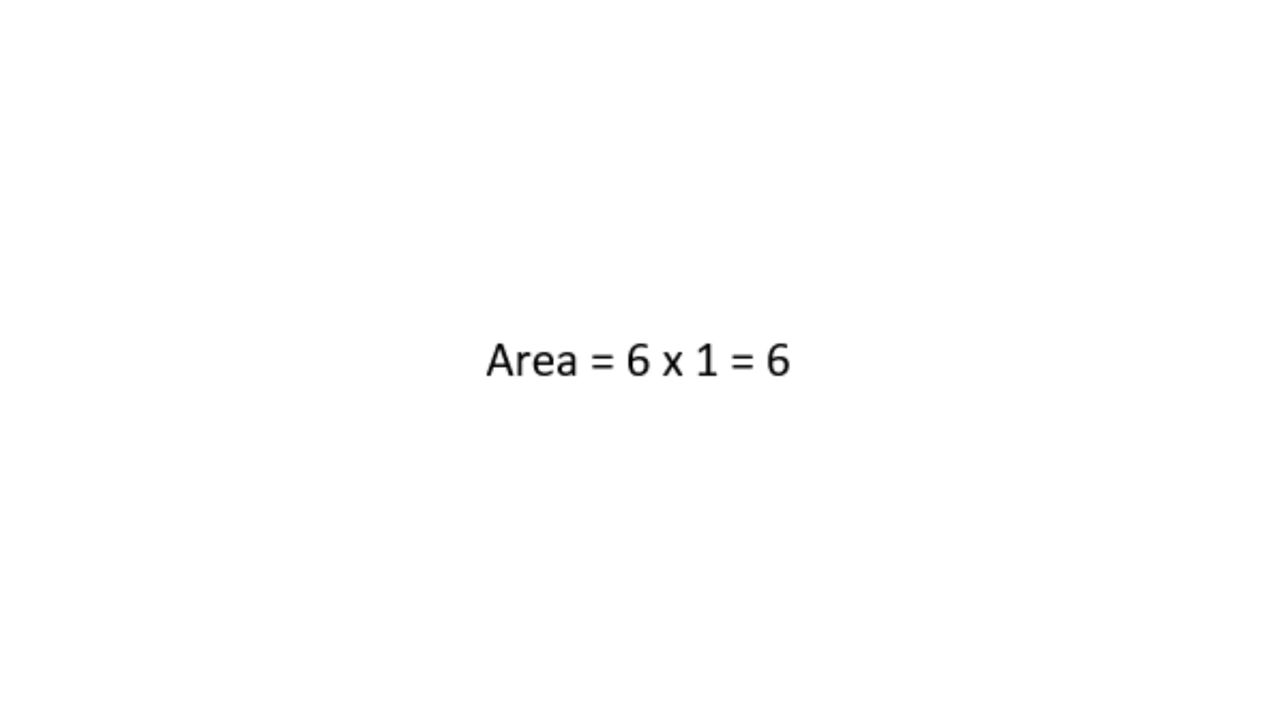 Area = 6 x 1 = 6